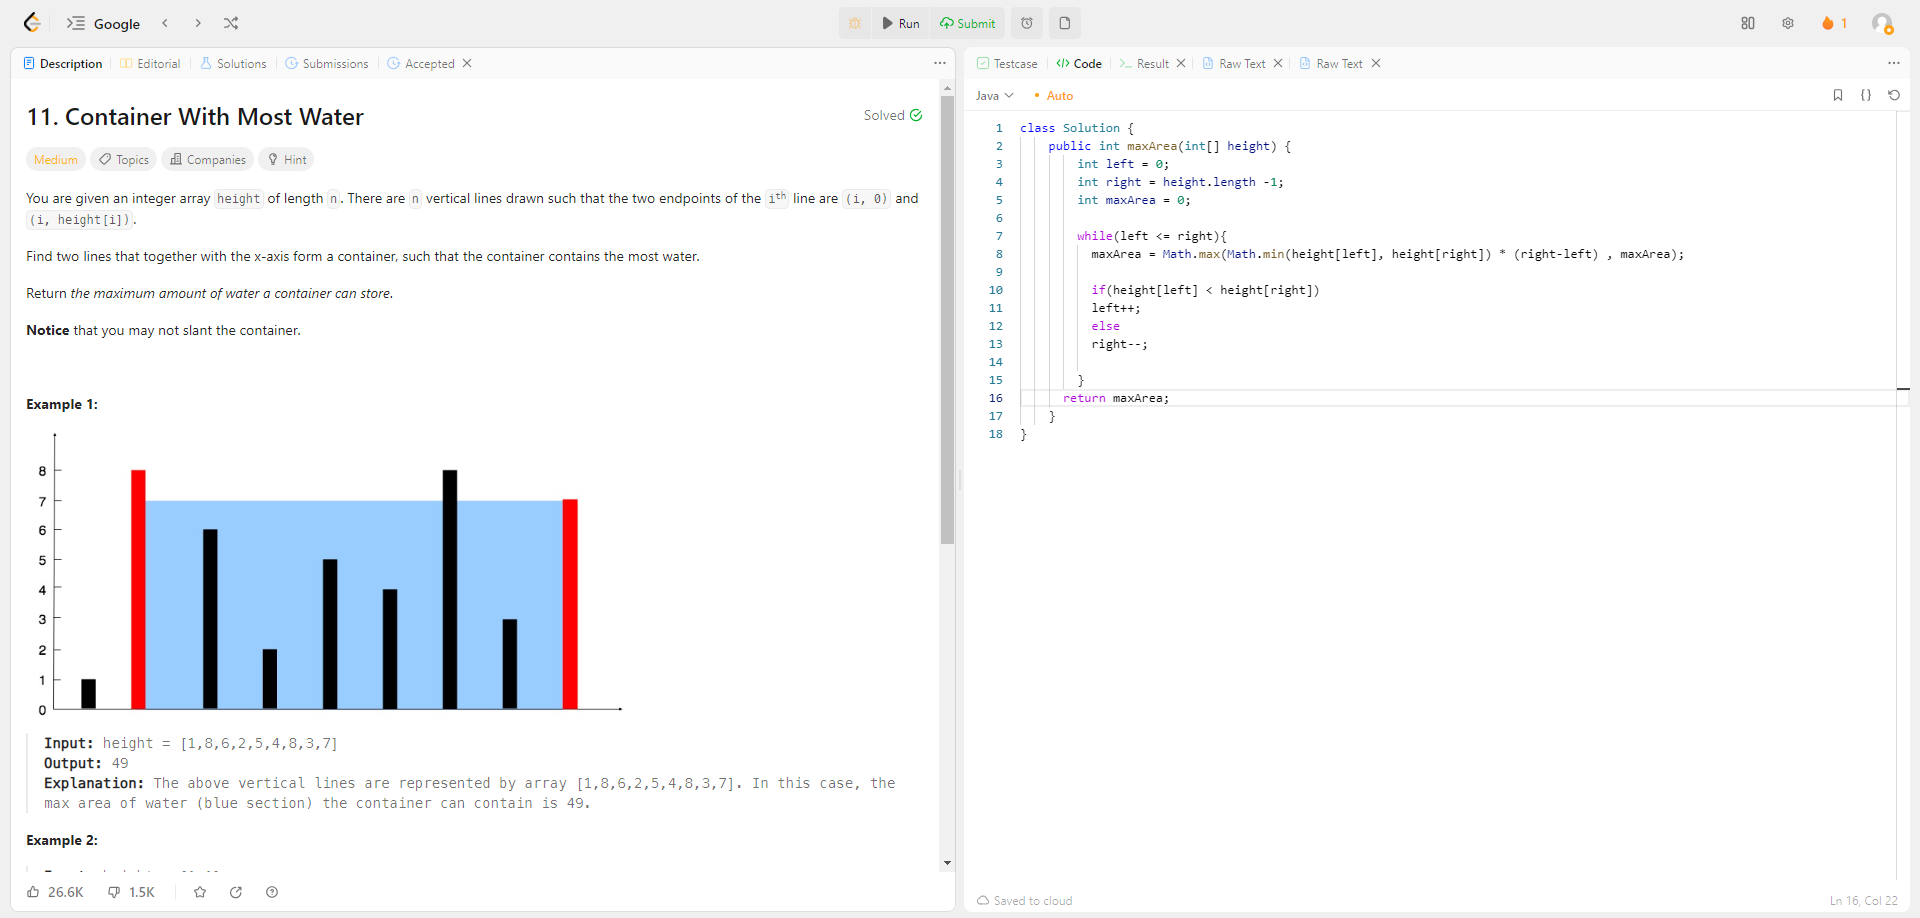 Google
Run
Submit
1
Description
Editorial
Solutions
Submissions
Accepted
11. Container With Most Water
Solved
Medium
Topics
Companies
Hint
You are given an integer array height of length n. There are n vertical lines drawn such that the two endpoints of the ith line are (i, 0) and
(i, height[i]).
Find two lines that together with the x-axis form a container, such that the container contains the most water.
Return the maximum amount of water a container can store.
Notice that you may not slant the container.
Example 1:
8
7
6
5
4
3
2
1
0
Input: height = [1,8,6,2,5,4,8,3,7]
Output: 49
Explanation: The above vertical lines are represented by array [1,8,6,2,5,4,8,3,7]. In this case, the
max area of water (blue section) the container can contain is 49.
Example 2:
26.6K
1.5K
Testcase
</> Code
Result
Raw Text
Raw Text
Java
Auto
1 class Solution {
2 public int maxArea(int[] height) {
3 int left = 0;
4 int right = height.length -1;
5 int maxArea = 0;
6
7 while(left <= right){
8 maxArea = Math.max(Math.min(height[left], height[right]) * (right-left) , maxArea);
9
10 if(height[left] < height[right])
11 left++;
12 else
13 right--;
14
15 }
16 return maxArea;
17 }
18 }
Saved to cloud
Ln 16, Col 22